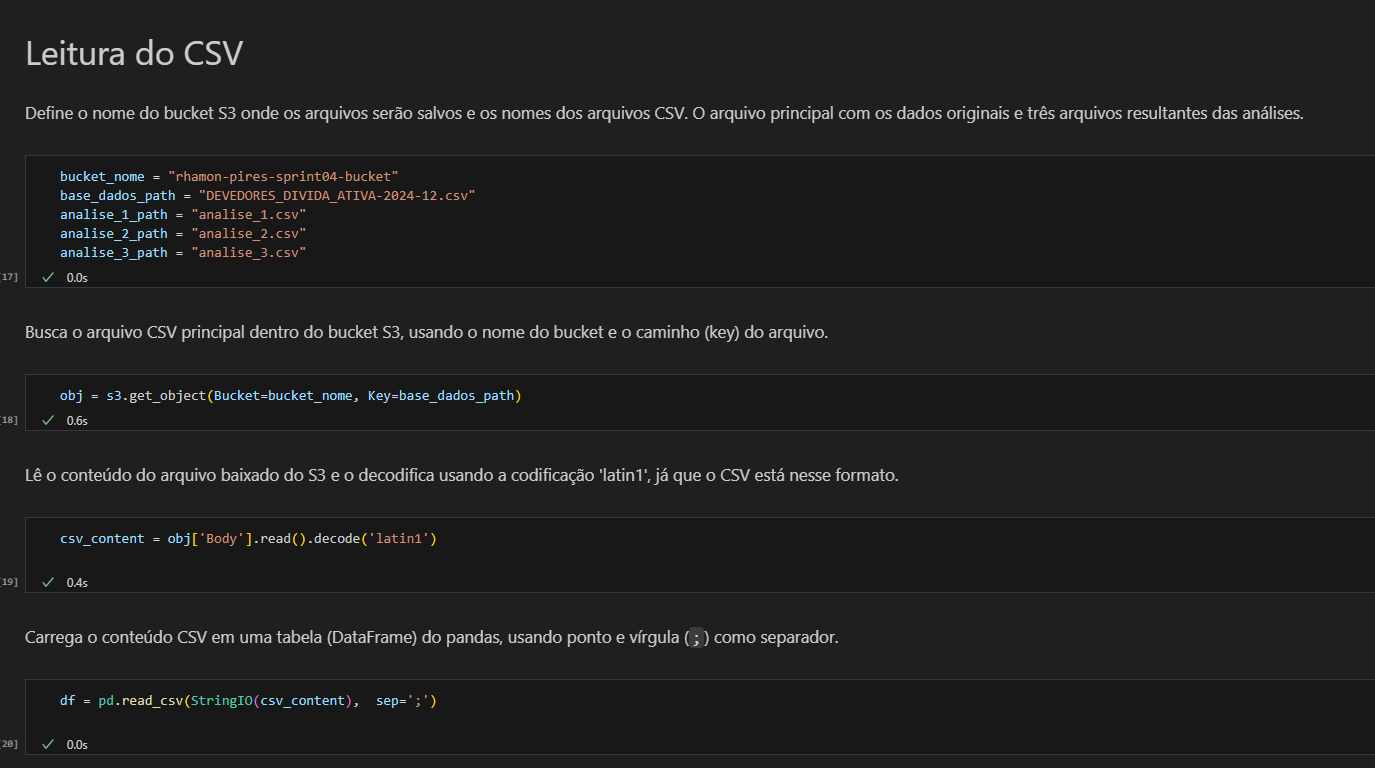 Leitura do CSV
Define o nome do bucket S3 onde os arquivos serão salvos e os nomes dos arquivos CSV. O arquivo principal com os dados originais e três arquivos resultantes das análises.
bucket_nome = "rhamon-pires-sprint04-bucket"
base_dados_path = "DEVEDORES_DIVIDA_ATIVA-2024-12.csv"
analise_1_path = "analise_1.csv"
analise_2_path = "analise_2.csv"
analise_3_path = "analise_3.csv"
[17] ✓ 0.0s
Busca o arquivo CSV principal dentro do bucket S3, usando o nome do bucket e o caminho (key) do arquivo.
obj = s3.get_object(Bucket=bucket_nome, Key=base_dados_path)
[18] ✓ 0.6s
Lê o conteúdo do arquivo baixado do S3 e o decodifica usando a codificação 'latin1', já que o CSV está nesse formato.
csv_content = obj['Body'].read().decode('latin1')
[19] ✓ 0.4s
Carrega o conteúdo CSV em uma tabela (DataFrame) do pandas, usando ponto e vírgula (;) como separador.
df = pd.read_csv(StringIO(csv_content),  sep=';')
[20] ✓ 0.0s